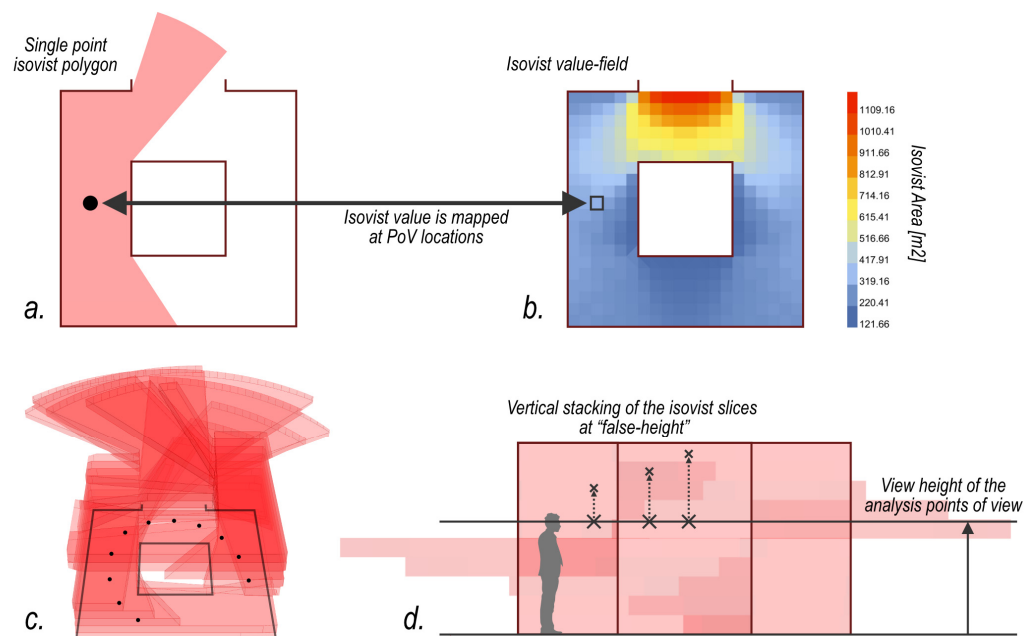 Single point
isovist polygon
Isovist value-field
1109.16
1010.41
911.66
812.91
714.16
615.41
516.66
417.91
319.16
220.41
121.66
Isovist Area [m2]
Isovist value is mapped
at PoV locations
a.
b.
Vertical stacking of the isovist slices
at “false-height”
View height of the
analysis points of view
c.
d.